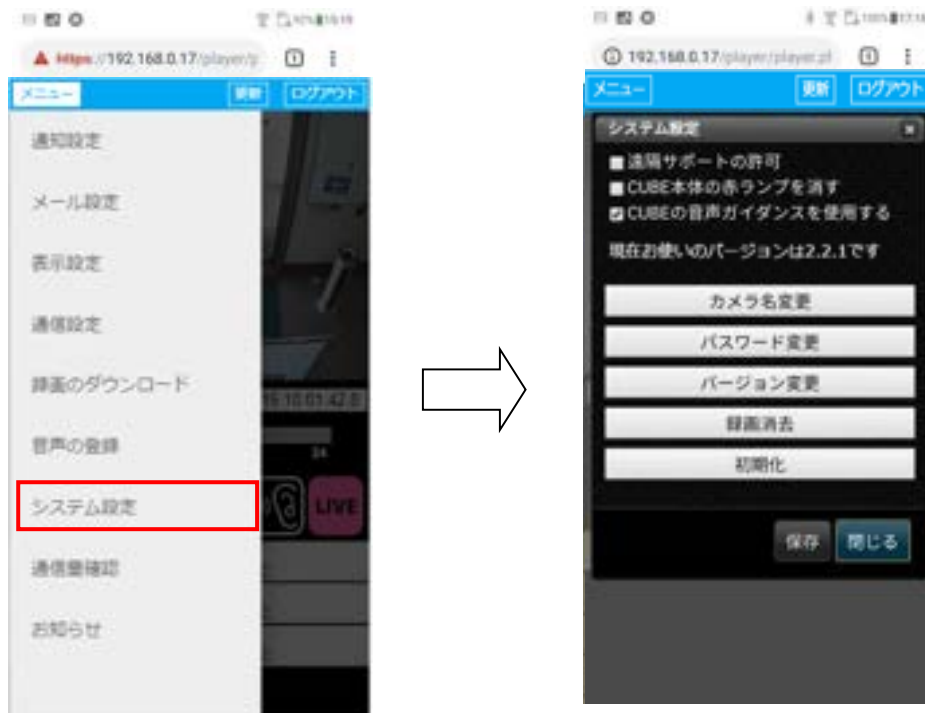 https://192.168.0.17/player/p
メニュー
更新
ログアウト
通知設定
メール設定
表示設定
通信設定
録画のダウンロード
音声の登録
システム設定
通信量確認
お知らせ
LIVE
192.168.0.17/player/player.pl
メニュー
更新
ログアウト
システム設定
遠隔サポートの許可
CUBE本体の赤ランプを消す
CUBEの音声ガイダンスを使用する
現在お使いのバージョンは2.2.1です
カメラ名変更
パスワード変更
バージョン変更
録画消去
初期化
保存
閉じる